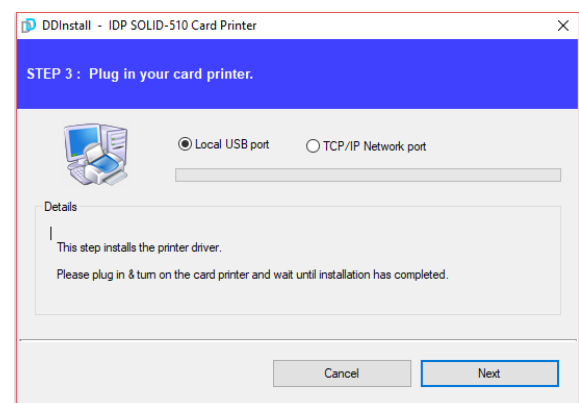 DDInstall - IDP SOLID-510 Card Printer
STEP 3 : Plug in your card printer.
Local USB port TCP/IP Network port
Details
This step installs the printer driver.
Please plug in & turn on the card printer and wait until installation has completed.
Cancel Next